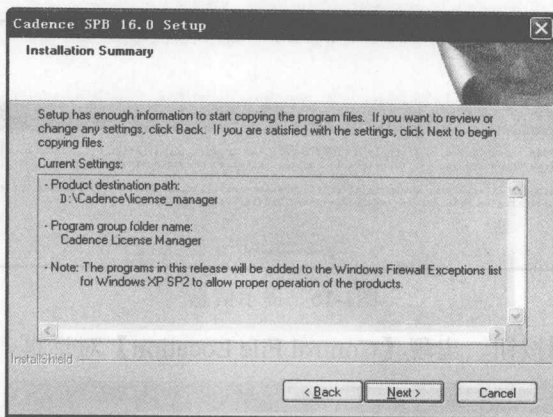 Cadence SPB 16.0 Setup
Installation Summary
Setup has enough information to start copying the program files. If you want to review or
change any settings, click Back. If you are satisfied with the settings, click Next to begin
copying files.
Current Settings:
- Product destination path:
D:\Cadence\license_manager
- Program group folder name:
Cadence License Manager
- Note: The programs in this release will be added to the Windows Firewall Exceptions list
for Windows XP SP2 to allow proper operation of the products.
InstallShield
< Back
Next >
Cancel